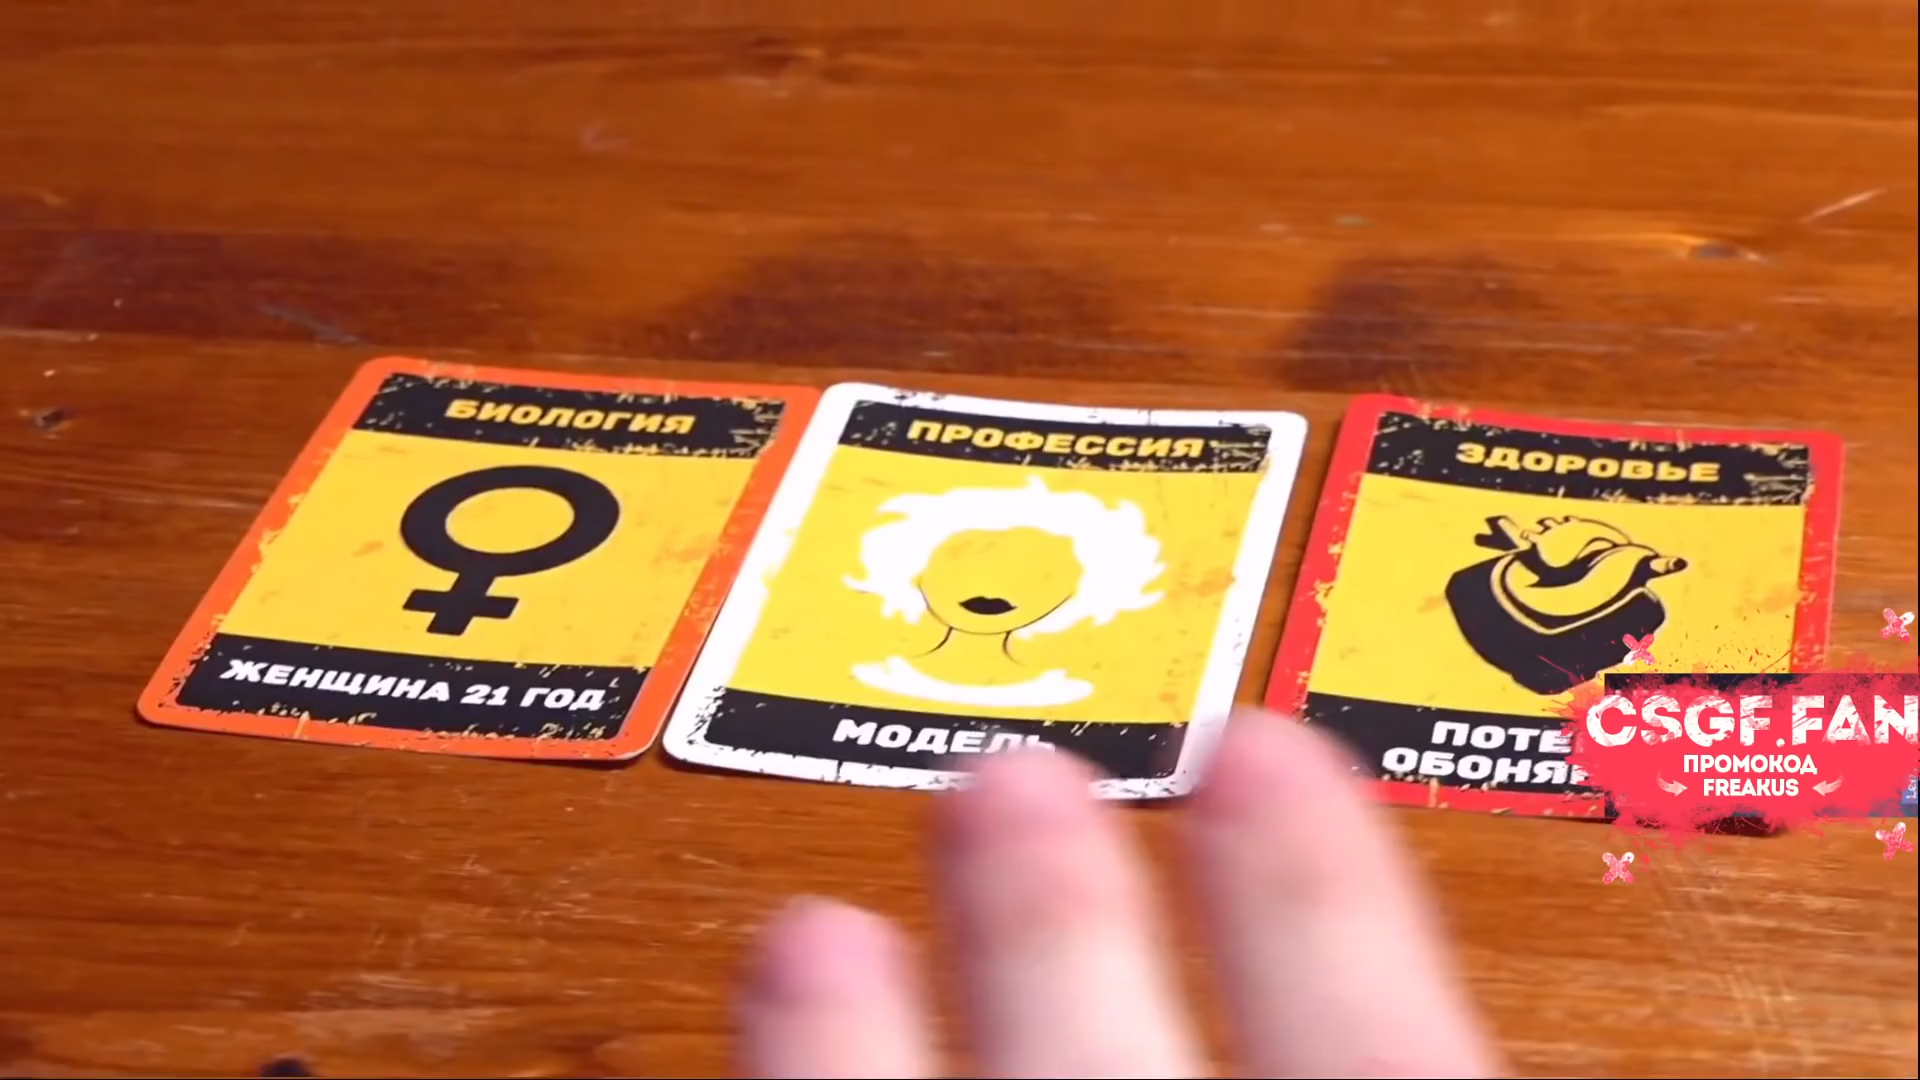 БИОЛОГИЯ
ЖЕНЩИНА 21 ГОД
ПРОФЕССИЯ
МОДЕЛЬ
ЗДОРОВЬЕ
CSGF.FAN
ПРОМОКОД
FREAKUS